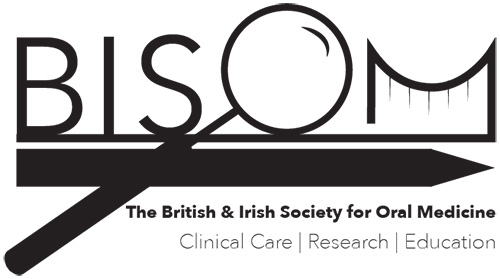 BISOM
The British & Irish Society for Oral Medicine
Clinical Care | Research | Education